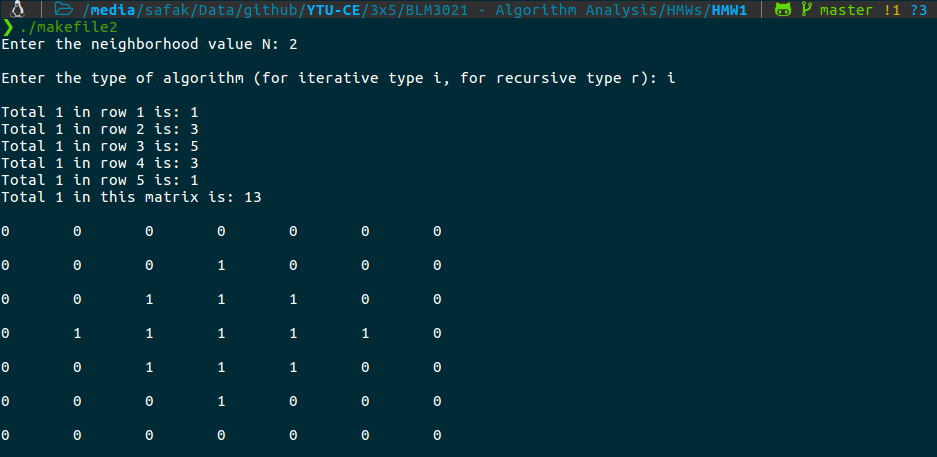 /media/safak/Data/github/YTU-CE/3x5/BLM3021 - Algorithm Analysis/HMWs/HMW1 | master !1 ?3
❯ ./makefile2
Enter the neighborhood value N: 2
Enter the type of algorithm (for iterative type i, for recursive type r): i
Total 1 in row 1 is: 1
Total 1 in row 2 is: 3
Total 1 in row 3 is: 5
Total 1 in row 4 is: 3
Total 1 in row 5 is: 1
Total 1 in this matrix is: 13
0 0 0 0 0 0 0
0 0 0 1 0 0 0
0 0 1 1 1 0 0
0 1 1 1 1 1 0
0 0 1 1 1 0 0
0 0 0 1 0 0 0
0 0 0 0 0 0 0